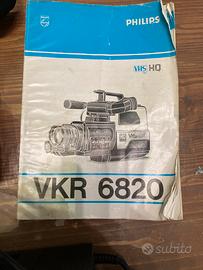 PHILIPS
VHS HQ
VKR 6820
subito